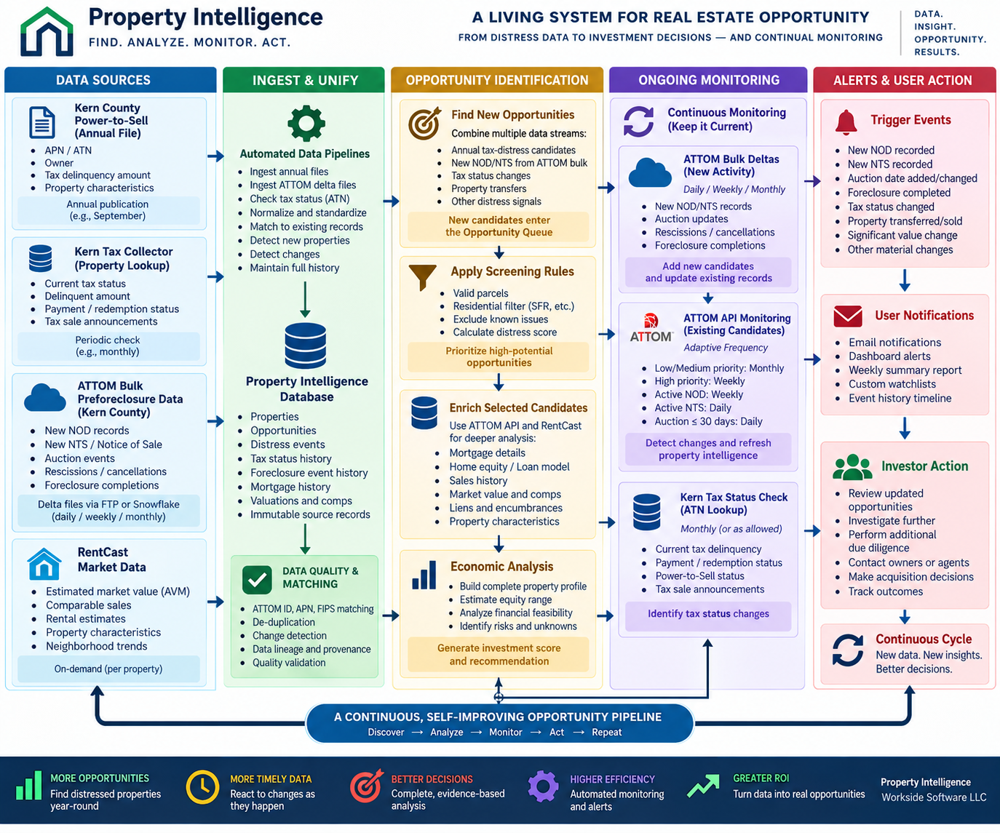 Property Intelligence
FIND. ANALYZE. MONITOR. ACT.
A LIVING SYSTEM FOR REAL ESTATE OPPORTUNITY
FROM DISTRESS DATA TO INVESTMENT DECISIONS — AND CONTINUAL MONITORING
DATA.
INSIGHT.
OPPORTUNITY.
RESULTS.
DATA SOURCES
Kern County
Power-to-Sell
(Annual File)
• APN / ATN
• Owner
• Tax delinquency amount
• Property characteristics
Annual publication
(e.g., September)
Kern Tax Collector
(Property Lookup)
• Current tax status
• Delinquent amount
• Payment / redemption status
• Tax sale announcements
Periodic check
(e.g., monthly)
ATTOM Bulk
Preforeclosure Data
(Kern County)
• New NOD records
• New NTS / Notice of Sale
• Auction events
• Rescissions / cancellations
• Foreclosure completions
Delta files via FTP or Snowflake
(daily / weekly / monthly)
RentCast
Market Data
• Estimated market value (AVM)
• Comparable sales
• Rental estimates
• Property characteristics
• Neighborhood trends
On-demand (per property)
INGEST & UNIFY
Automated Data Pipelines
• Ingest annual files
• Ingest ATTOM delta files
• Check tax status (ATN)
• Normalize and standardize
• Match to existing records
• Detect new properties
• Detect changes
• Maintain full history
Property Intelligence
Database
• Properties
• Opportunities
• Distress events
• Tax status history
• Foreclosure event history
• Mortgage history
• Valuations and comps
• Immutable source records
DATA QUALITY &
MATCHING
• ATTOM ID, APN, FIPS matching
• De-duplication
• Change detection
• Data lineage and provenance
• Quality validation
OPPORTUNITY IDENTIFICATION
Find New Opportunities
Combine multiple data streams:
• Annual tax-distress candidates
• New NOD/NTS from ATTOM bulk
• Tax status changes
• Property transfers
• Other distress signals
New candidates enter
the Opportunity Queue
Apply Screening Rules
• Valid parcels
• Residential filter (SFR, etc.)
• Exclude known issues
• Calculate distress score
Prioritize high-potential
opportunities
Enrich Selected Candidates
Use ATTOM API and RentCast
for deeper analysis:
• Mortgage details
• Home equity / Loan model
• Sales history
• Market value and comps
• Liens and encumbrances
• Property characteristics
Economic Analysis
• Build complete property profile
• Estimate equity range
• Analyze financial feasibility
• Identify risks and unknowns
Generate investment score
and recommendation
ONGOING MONITORING
Continuous Monitoring
(Keep it Current)
ATTOM Bulk Deltas
(New Activity)
Daily / Weekly / Monthly
• New NOD/NTS records
• Auction updates
• Rescissions / cancellations
• Foreclosure completions
Add new candidates
and update existing records
ATTOM
ATTOM API Monitoring
(Existing Candidates)
Adaptive Frequency
• Low/Medium priority: Monthly
• High priority: Weekly
• Active NOD: Weekly
• Active NTS: Daily
• Auction ≤ 30 days: Daily
Detect changes and refresh
property intelligence
Kern Tax Status Check
(ATN Lookup)
Monthly (or as allowed)
• Current tax delinquency
• Payment / redemption status
• Power-to-Sell status
• Tax sale announcements
Identify tax status changes
ALERTS & USER ACTION
Trigger Events
• New NOD recorded
• New NTS recorded
• Auction date added/changed
• Foreclosure completed
• Tax status changed
• Property transferred/sold
• Significant value change
• Other material changes
User Notifications
• Email notifications
• Dashboard alerts
• Weekly summary report
• Custom watchlists
• Event history timeline
Investor Action
• Review updated
opportunities
• Investigate further
• Perform additional
due diligence
• Contact owners or agents
• Make acquisition decisions
• Track outcomes
Continuous Cycle
New data. New insights.
Better decisions.
A CONTINUOUS, SELF-IMPROVING OPPORTUNITY PIPELINE
Discover → Analyze → Monitor → Act → Repeat
MORE OPPORTUNITIES
Find distressed properties
year-round
MORE TIMELY DATA
React to changes as
they happen
BETTER DECISIONS
Complete, evidence-based
analysis
HIGHER EFFICIENCY
Automated monitoring
and alerts
GREATER ROI
Turn data into real opportunities
Property Intelligence
Workside Software LLC